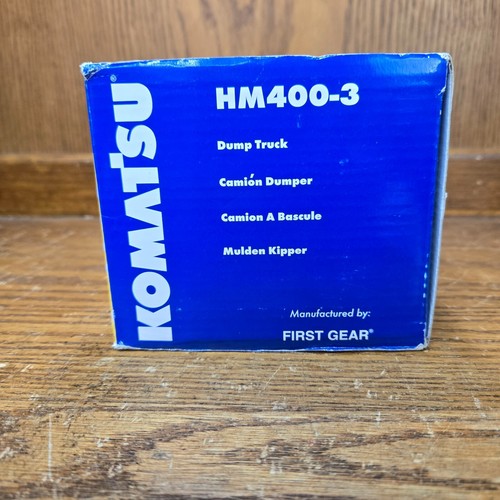 KOMATSU®
HM400-3
Dump Truck
Camión Dumper
Camion A Bascule
Mulden Kipper
Manufactured by:
FIRST GEAR®